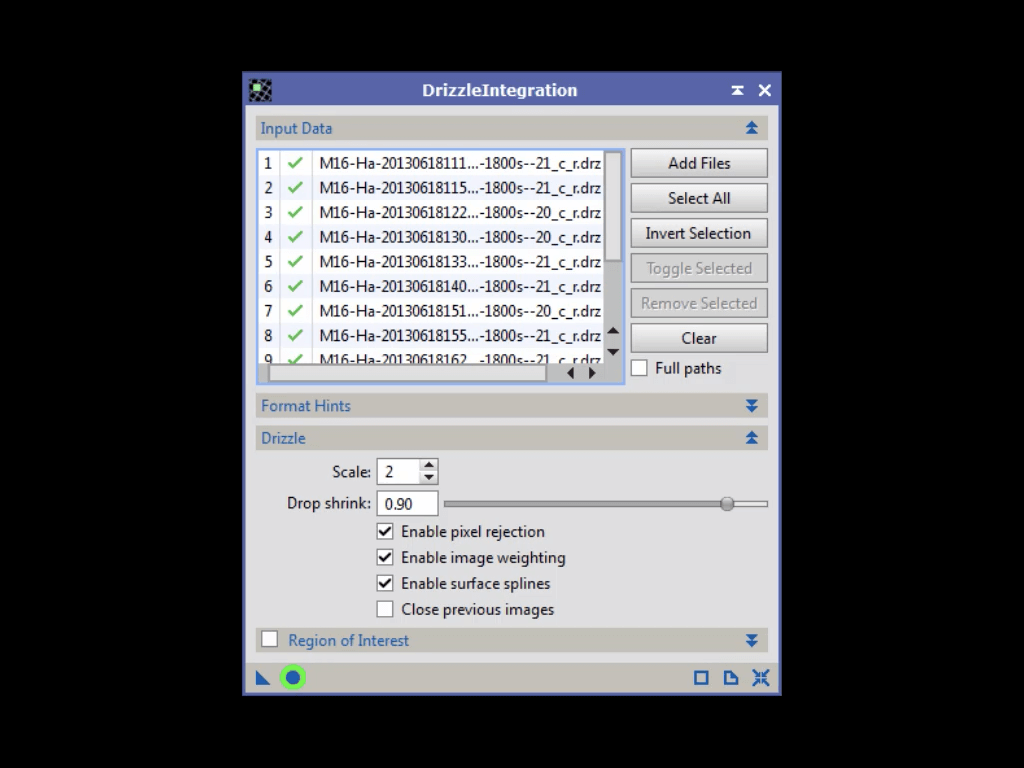 DrizzleIntegration
Input Data
1 M16-Ha-20130618111...-1800s--21_c_r.drz
2 M16-Ha-20130618115...-1800s--21_c_r.drz
3 M16-Ha-20130618122...-1800s--20_c_r.drz
4 M16-Ha-20130618130...-1800s--20_c_r.drz
5 M16-Ha-20130618133...-1800s--21_c_r.drz
6 M16-Ha-20130618140...-1800s--21_c_r.drz
7 M16-Ha-20130618151...-1800s--20_c_r.drz
8 M16-Ha-20130618155...-1800s--21_c_r.drz
9 M16-Ha-20130618162...-1800s--21_c_r.drz
Add Files
Select All
Invert Selection
Toggle Selected
Remove Selected
Clear
Full paths
Format Hints
Drizzle
Scale: 2
Drop shrink: 0.90
Enable pixel rejection
Enable image weighting
Enable surface splines
Close previous images
Region of Interest